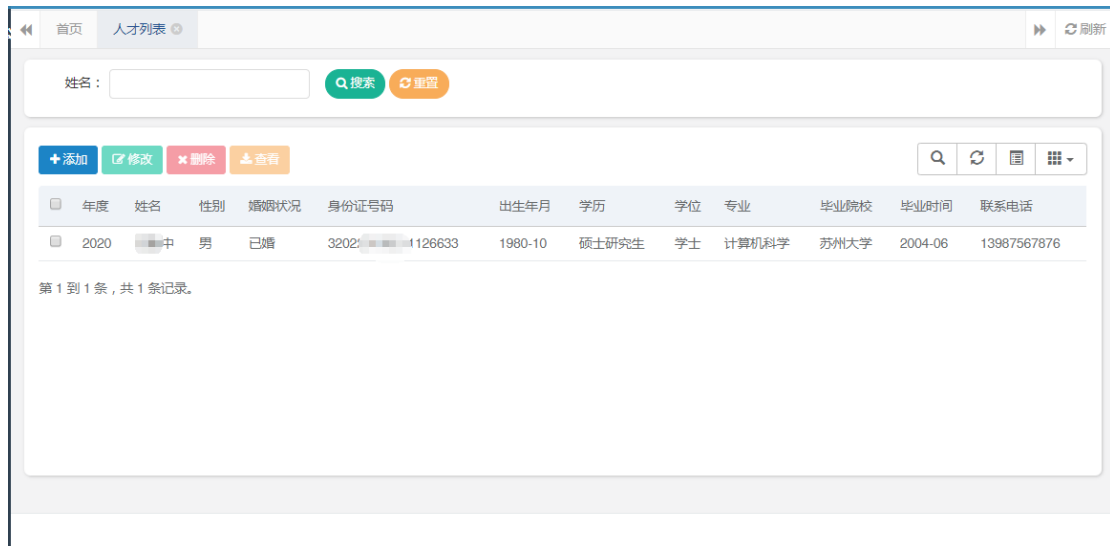 首页 人才列表 刷新
姓名： 搜索 重置
添加 修改 删除 查看
年度 姓名 性别 婚姻状况 身份证号码 出生年月 学历 学位 专业 毕业院校 毕业时间 联系电话
2020 中 男 已婚 3202 1126633 1980-10 硕士研究生 学士 计算机科学 苏州大学 2004-06 13987567876
第 1 到 1 条，共 1 条记录。